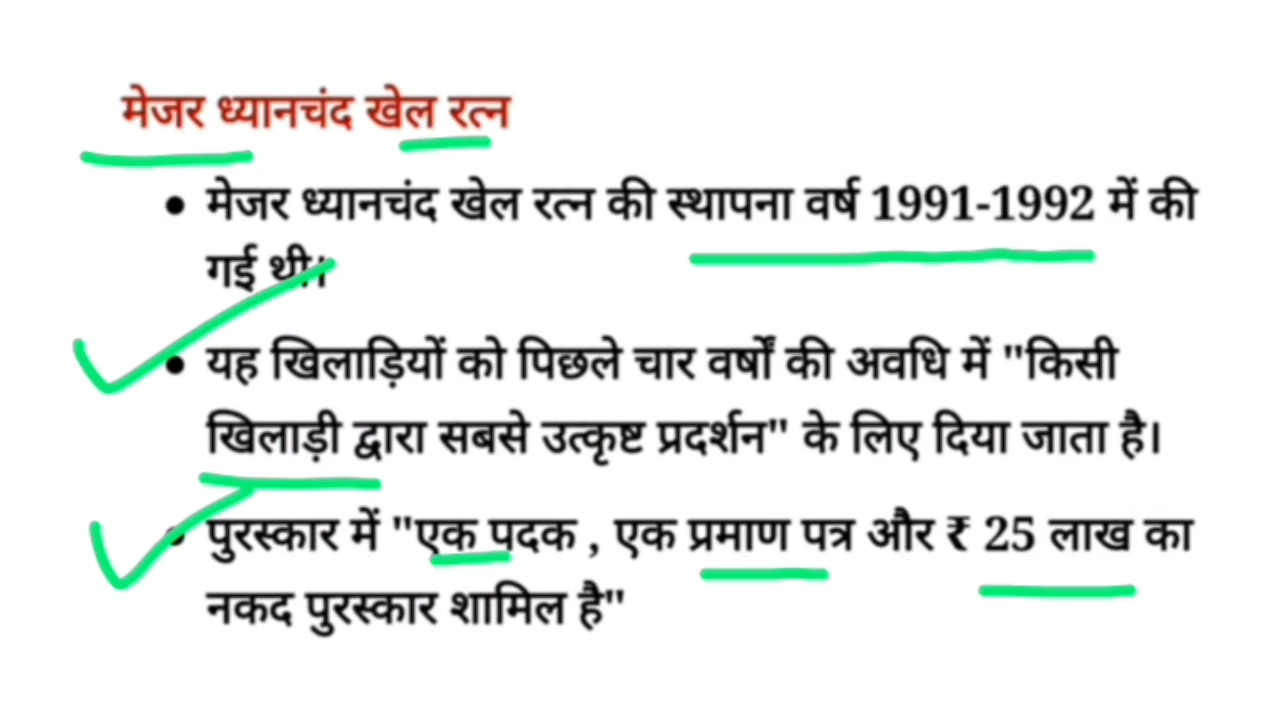 मेजर ध्यानचंद खेल रत्न
• मेजर ध्यानचंद खेल रत्न की स्थापना वर्ष 1991-1992 में की
गई थी।
• यह खिलाड़ियों को पिछले चार वर्षों की अवधि में "किसी
खिलाड़ी द्वारा सबसे उत्कृष्ट प्रदर्शन" के लिए दिया जाता है।
• पुरस्कार में "एक पदक , एक प्रमाण पत्र और ₹ 25 लाख का
नकद पुरस्कार शामिल है"